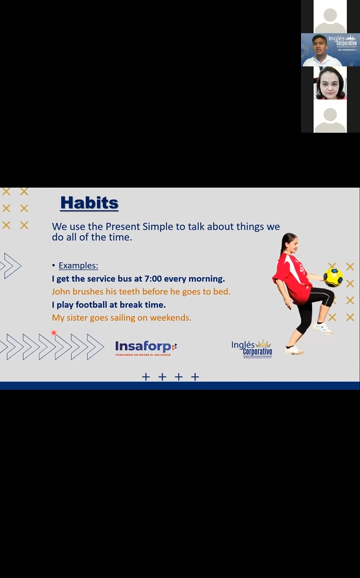 Inglés
Corporativo
Habits
We use the Present Simple to talk about things we
do all of the time.
• Examples:
I get the service bus at 7:00 every morning.
John brushes his teeth before he goes to bed.
I play football at break time.
My sister goes sailing on weekends.
Insaforp
Inglés
Corporativo